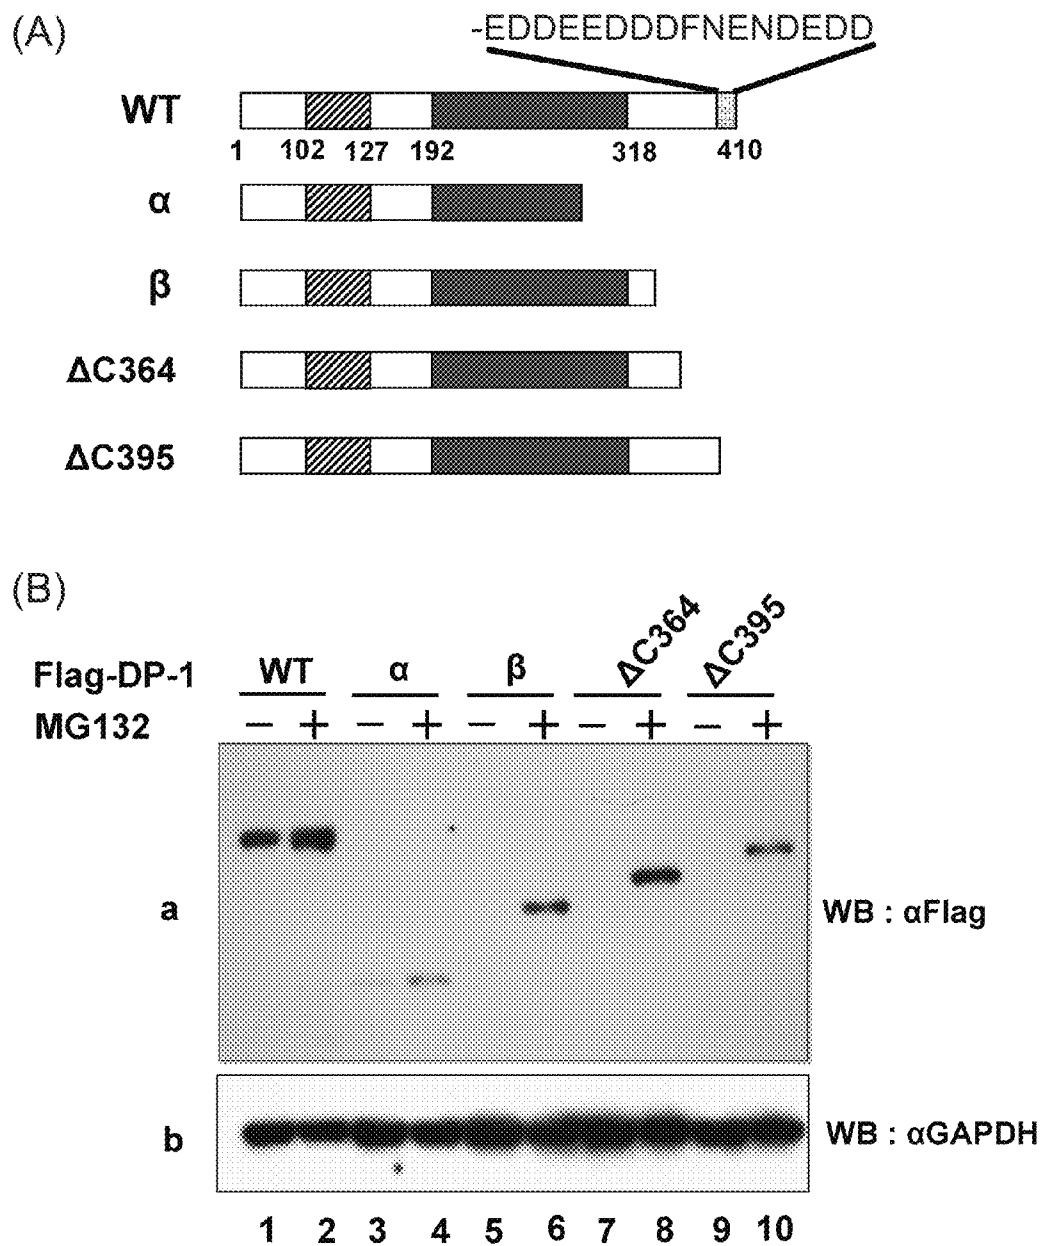 (A)
-EDDEEDDDFNENDEDD
WT
1 102 127 192 318 410
α
β
ΔC364
ΔC395
(B)
Flag-DP-1 WT α β ΔC364 ΔC395
MG132 − + − + − + − + − +
a
WB : αFlag
b
WB : αGAPDH
1 2 3 4 5 6 7 8 9 10